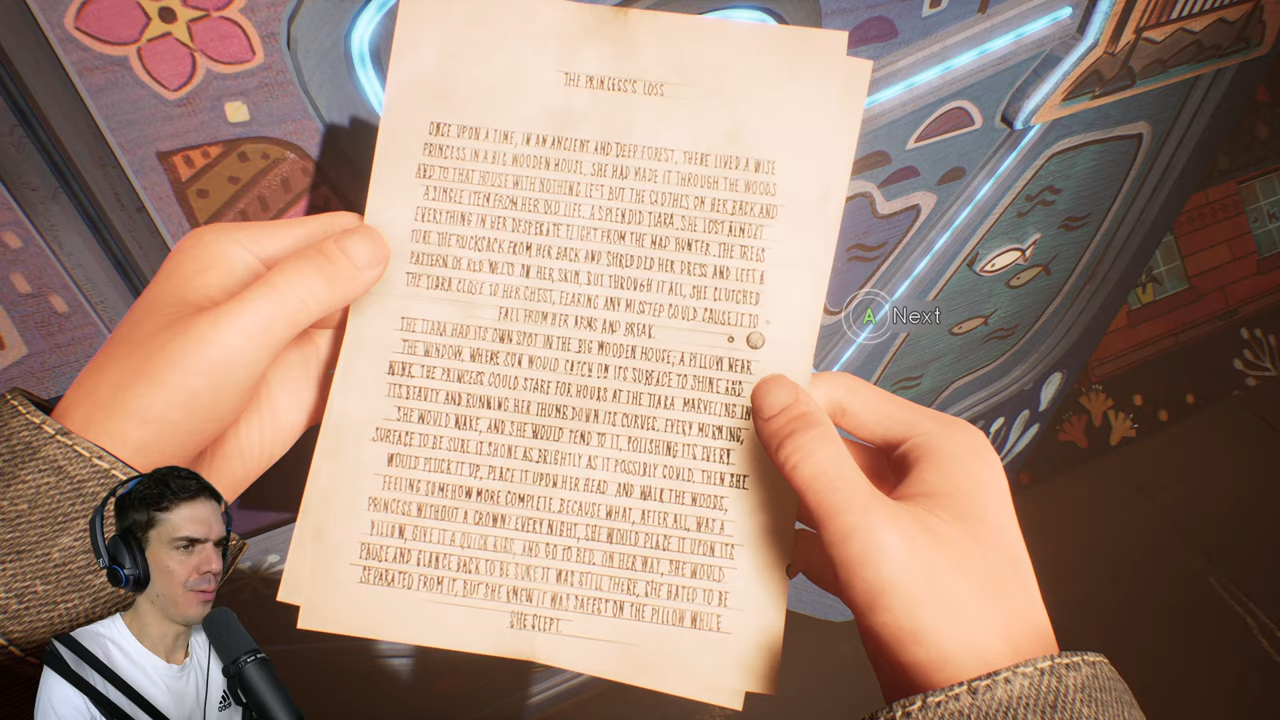 THE PRINCESS'S LOSS
ONCE UPON A TIME, IN AN ANCIENT AND DEEP FOREST, THERE LIVED A WISE
PRINCESS IN A BIG WOODEN HOUSE. SHE HAD MADE IT THROUGH THE WOODS
AND TO THAT HOUSE WITH NOTHING LEFT BUT THE CLOTHES ON HER BACK AND
A SINGLE ITEM FROM HER OLD LIFE. A SPLENDID TIARA. SHE LOST ALMOST
EVERYTHING IN HER DESPERATE FLIGHT FROM THE MAD HUNTER. THE TREES
TORE THE RUCKSACK FROM HER BACK AND SHREDDED HER DRESS AND LEFT A
PATTERN OF RED WELTS ON HER SKIN, BUT THROUGH IT ALL, SHE CLUTCHED
THE TIARA CLOSE TO HER CHEST, FEARING ANY MISSTEP COULD CAUSE IT TO
FALL FROM HER ARMS AND BREAK.
THE TIARA HAD ITS OWN SPOT IN THE BIG WOODEN HOUSE; A PILLOW NEAR
THE WINDOW, WHERE SUN WOULD CATCH ON ITS SURFACE TO SHINE AND
WINK. THE PRINCESS COULD STARE FOR HOURS AT THE TIARA. MARVELING IN
ITS BEAUTY AND RUNNING HER THUMB DOWN ITS CURVES. EVERY MORNING,
SHE WOULD WAKE, AND SHE WOULD TEND TO IT, POLISHING ITS EVERY
SURFACE TO BE SURE IT SHONE AS BRIGHTLY AS IT POSSIBLY COULD. THEN SHE
WOULD PLUCK IT UP, PLACE IT UPON HER HEAD, AND WALK THE WOODS,
FEELING SOMEHOW MORE COMPLETE. BECAUSE WHAT, AFTER ALL, WAS A
PRINCESS WITHOUT A CROWN? EVERY NIGHT, SHE WOULD PLACE IT UPON ITS
PILLOW, GIVE IT A QUICK KISS, AND GO TO BED. ON HER WAY, SHE WOULD
PAUSE AND GLANCE BACK TO BE SURE IT WAS STILL THERE. SHE HATED TO BE
SEPARATED FROM IT, BUT SHE KNEW IT WAS SAFEST ON THE PILLOW WHILE
SHE SLEPT.
A Next